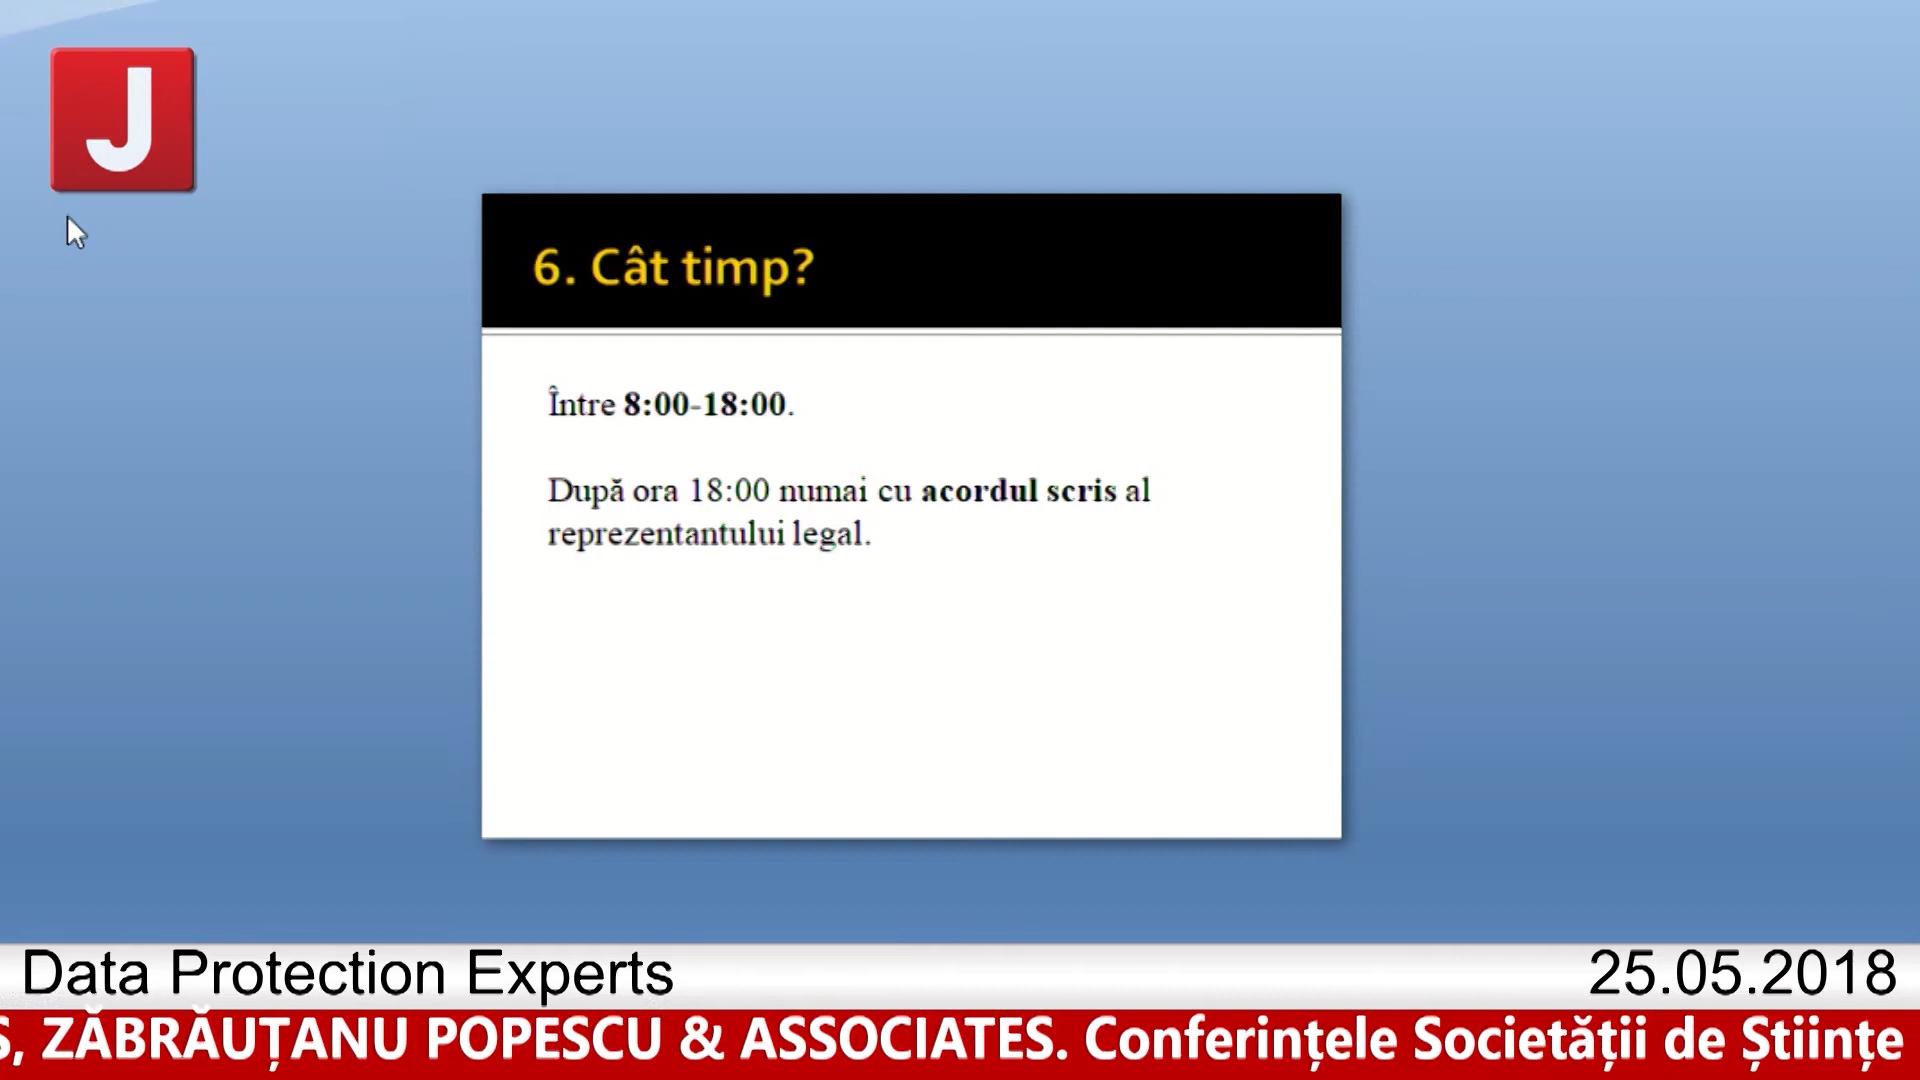 J
6. Cât timp?
Între 8:00-18:00.
După ora 18:00 numai cu acordul scris al
reprezentantului legal.
Data Protection Experts
25.05.2018
S, ZĂBRĂUȚANU POPESCU & ASSOCIATES. Conferințele Societății de Științe